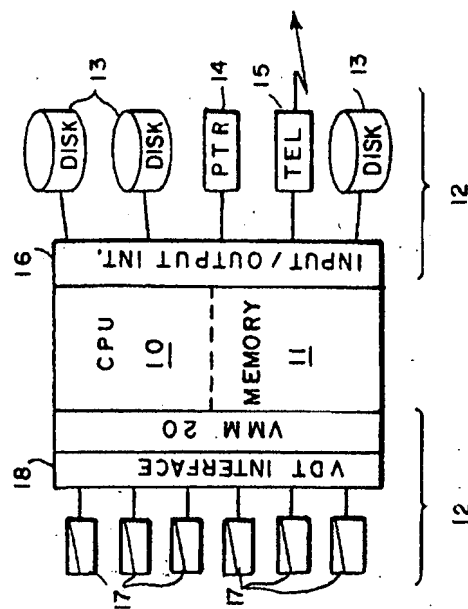 13
DISK
DISK
14
PTR
15
TEL
13
DISK
12
16
INPUT/OUTPUT INT.
CPU
10
MEMORY
11
VMM 20
18
VDT INTERFACE
17
17
12